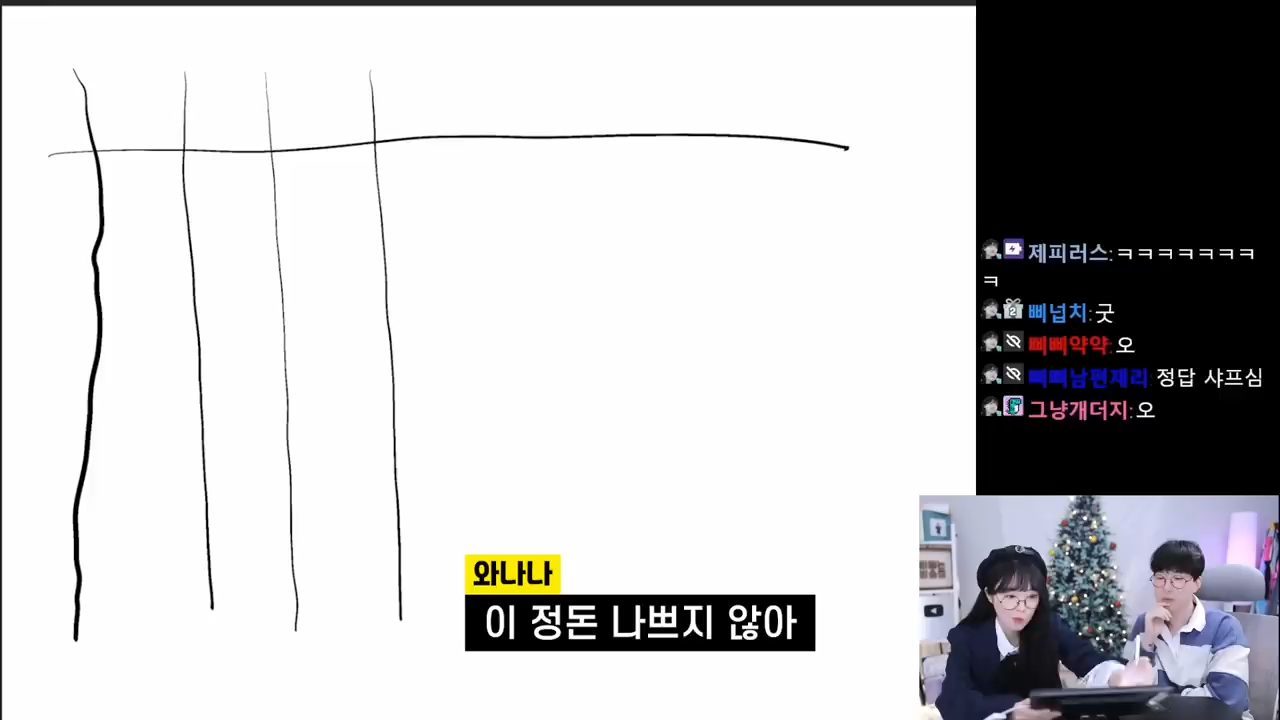 제피러스: ㅋㅋㅋㅋㅋㅋㅋ
ㅋ
삐넙치: 굿
삐삐약약: 오
삐삐남편제리: 정답 샤프심
그냥개더지: 오
와나나
이 정돈 나쁘지 않아